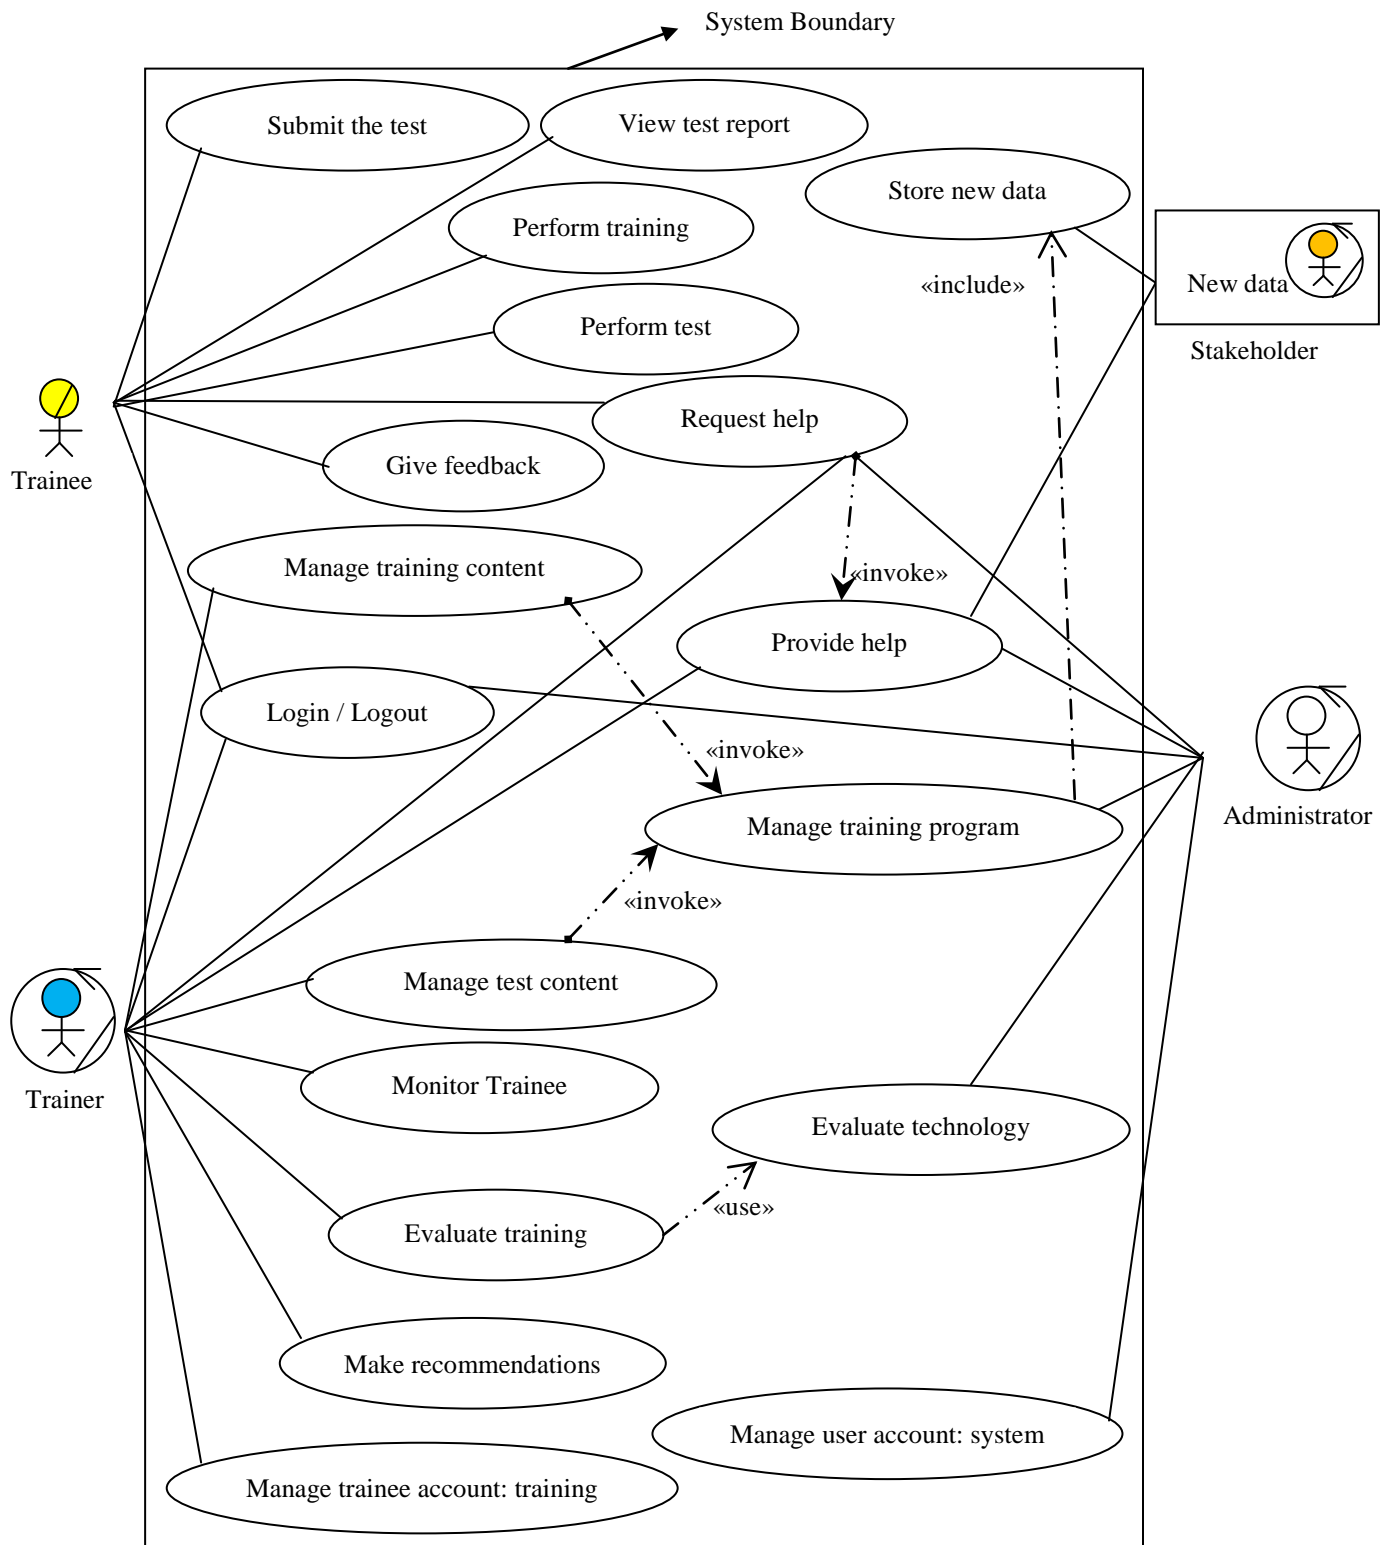 System Boundary
Submit the test
View test report
Store new data
Perform training
«include»
New data
Perform test
Stakeholder
Request help
Give feedback
Trainee
Manage training content
«invoke»
Provide help
Login / Logout
«invoke»
Manage training program
Administrator
«invoke»
Manage test content
Monitor Trainee
Trainer
Evaluate technology
«use»
Evaluate training
Make recommendations
Manage user account: system
Manage trainee account: training